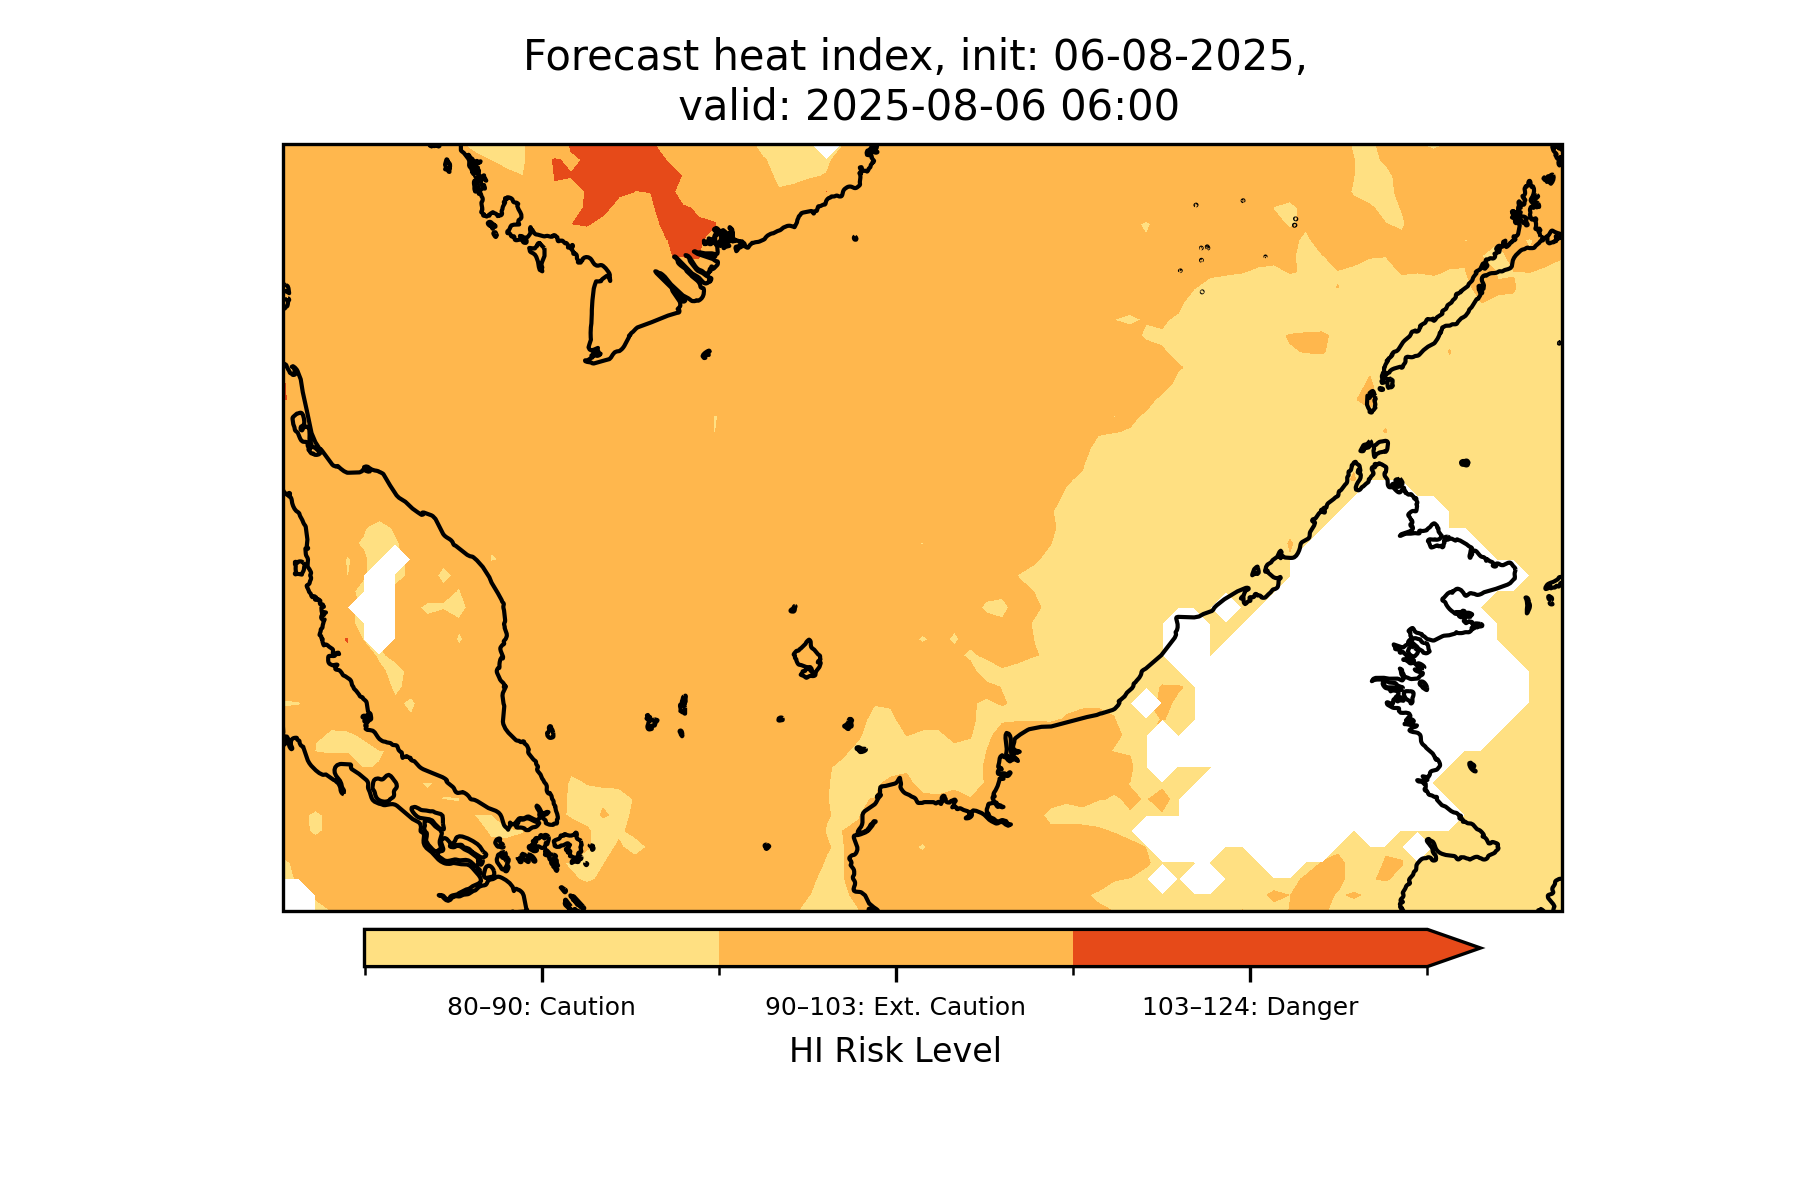 Forecast heat index, init: 06-08-2025,
valid: 2025-08-06 06:00
80–90: Caution
90–103: Ext. Caution
103–124: Danger
HI Risk Level